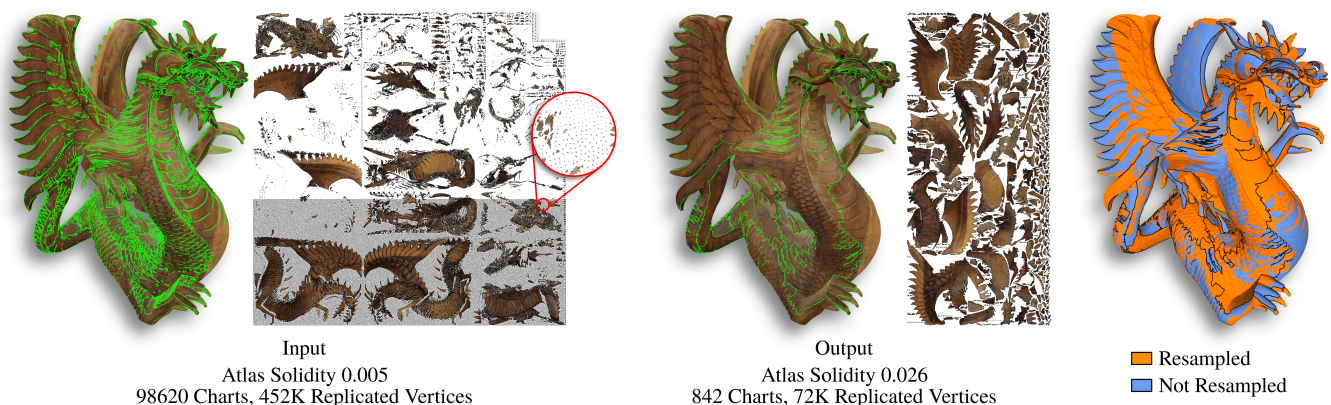 Input
Atlas Solidity 0.005
98620 Charts, 452K Replicated Vertices
Output
Atlas Solidity 0.026
842 Charts, 72K Replicated Vertices
Resampled
Not Resampled